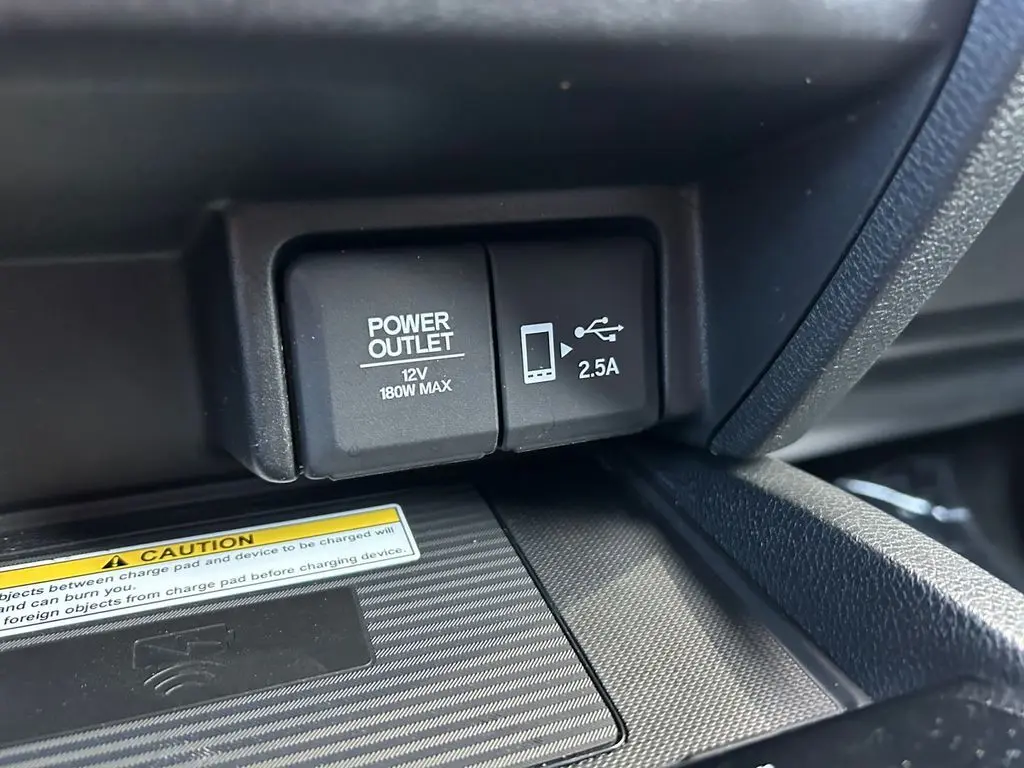 POWER
OUTLET
12V
180W MAX
2.5A
CAUTION
between charge pad and device to be charged will
and can burn you.
foreign objects from charge pad before charging device.